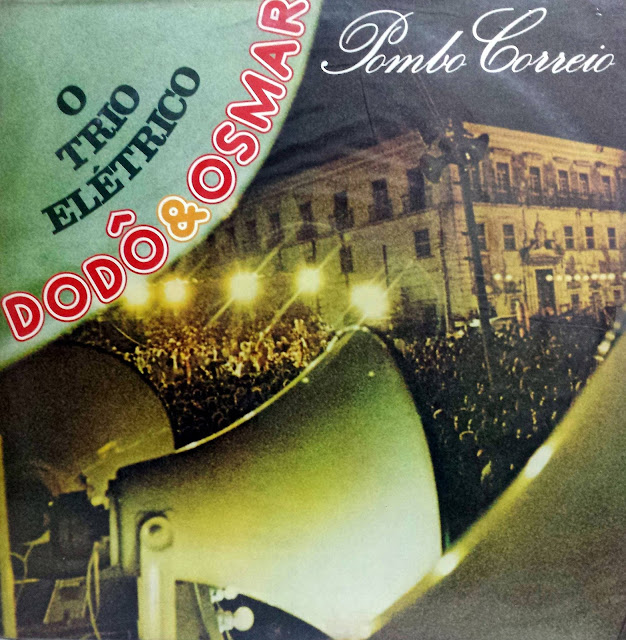 O
TRIO
ELÉTRICO
DODÔ & OSMAR
Pombo Correio